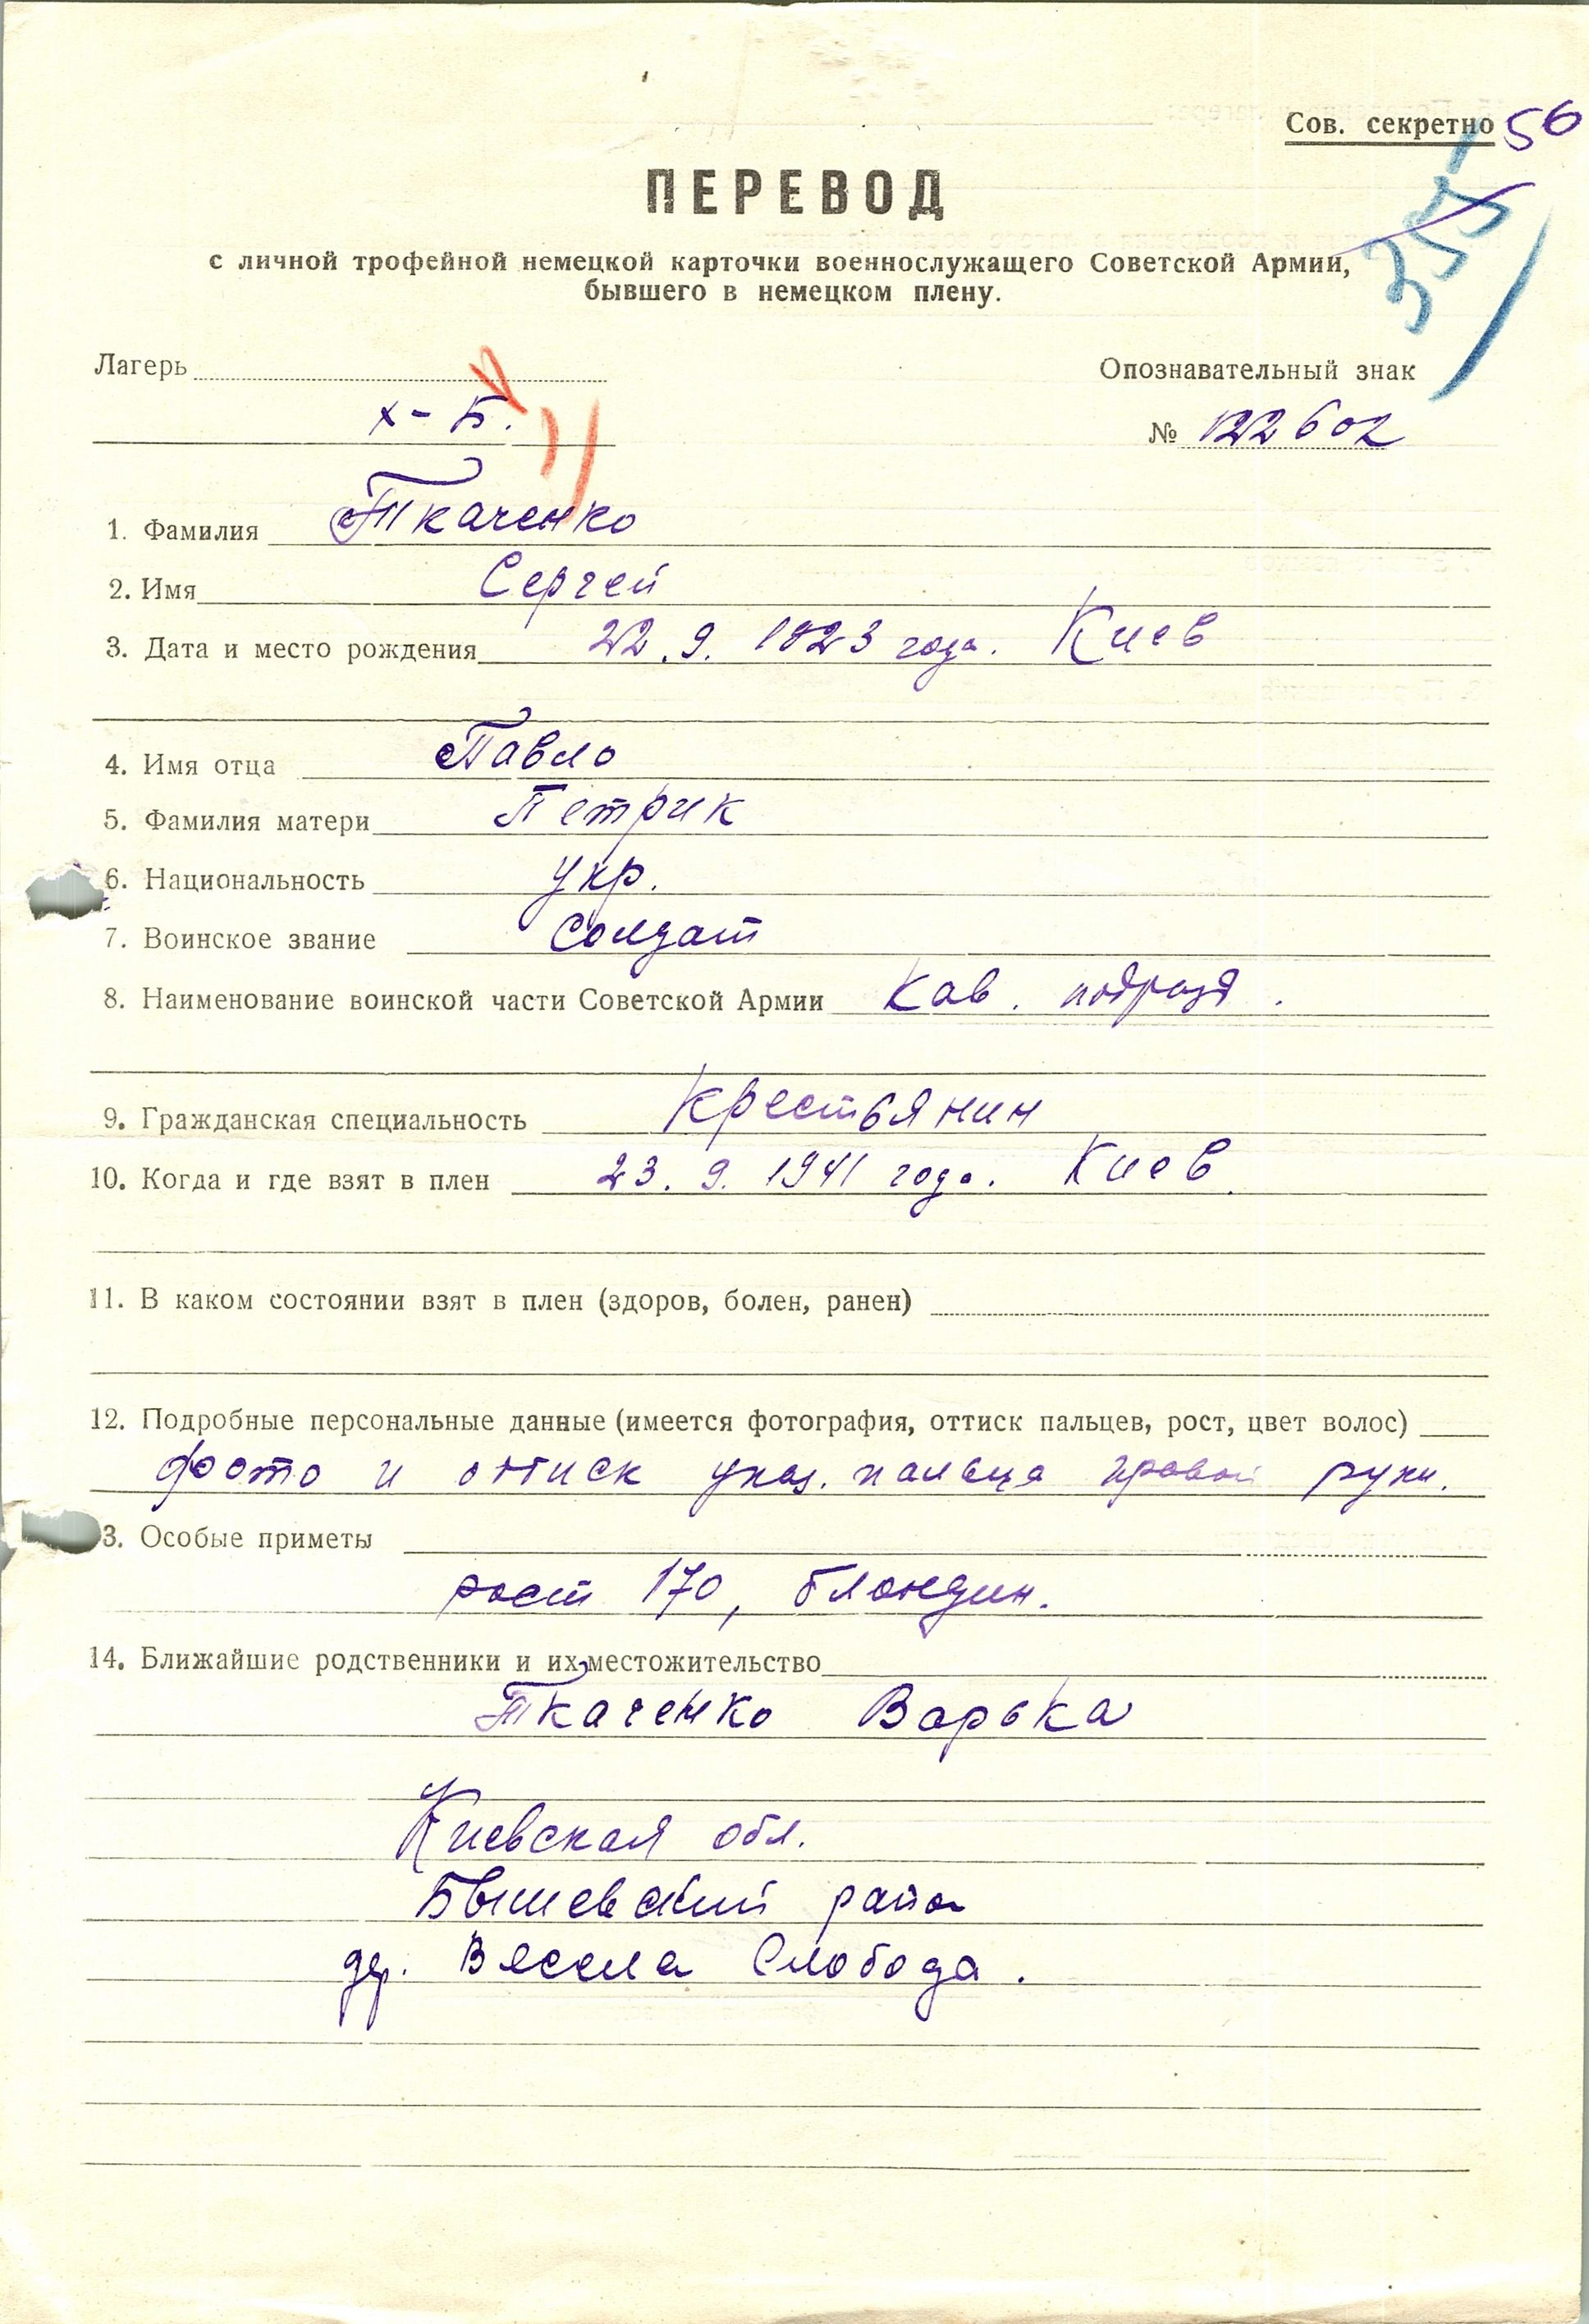 Сов. секретно 56
355
ПЕРЕВОД
с личной трофейной немецкой карточки военнослужащего Советской Армии,
бывшего в немецком плену.
Лагерь
Опознавательный знак
X-Б.
№ 122602
1. Фамилия Ткаченко
2. Имя Сергей
3. Дата и место рождения 22.9.1923 года. Киев
4. Имя отца Павло
5. Фамилия матери Петрик
6. Национальность укр.
7. Воинское звание Солдат
8. Наименование воинской части Советской Армии Кав. подразд.
9. Гражданская специальность Крестьянин
10. Когда и где взят в плен 23.9.1941 года. Киев.
11. В каком состоянии взят в плен (здоров, болен, ранен)
12. Подробные персональные данные (имеется фотография, оттиск пальцев, рост, цвет волос)
фото и оттиск указ. пальца правой руки.
3. Особые приметы
рост 170, блондин.
14. Ближайшие родственники и их местожительство
Ткаченко Варька
Киевская обл.
Бышевский район
дер. Весела Слобода.